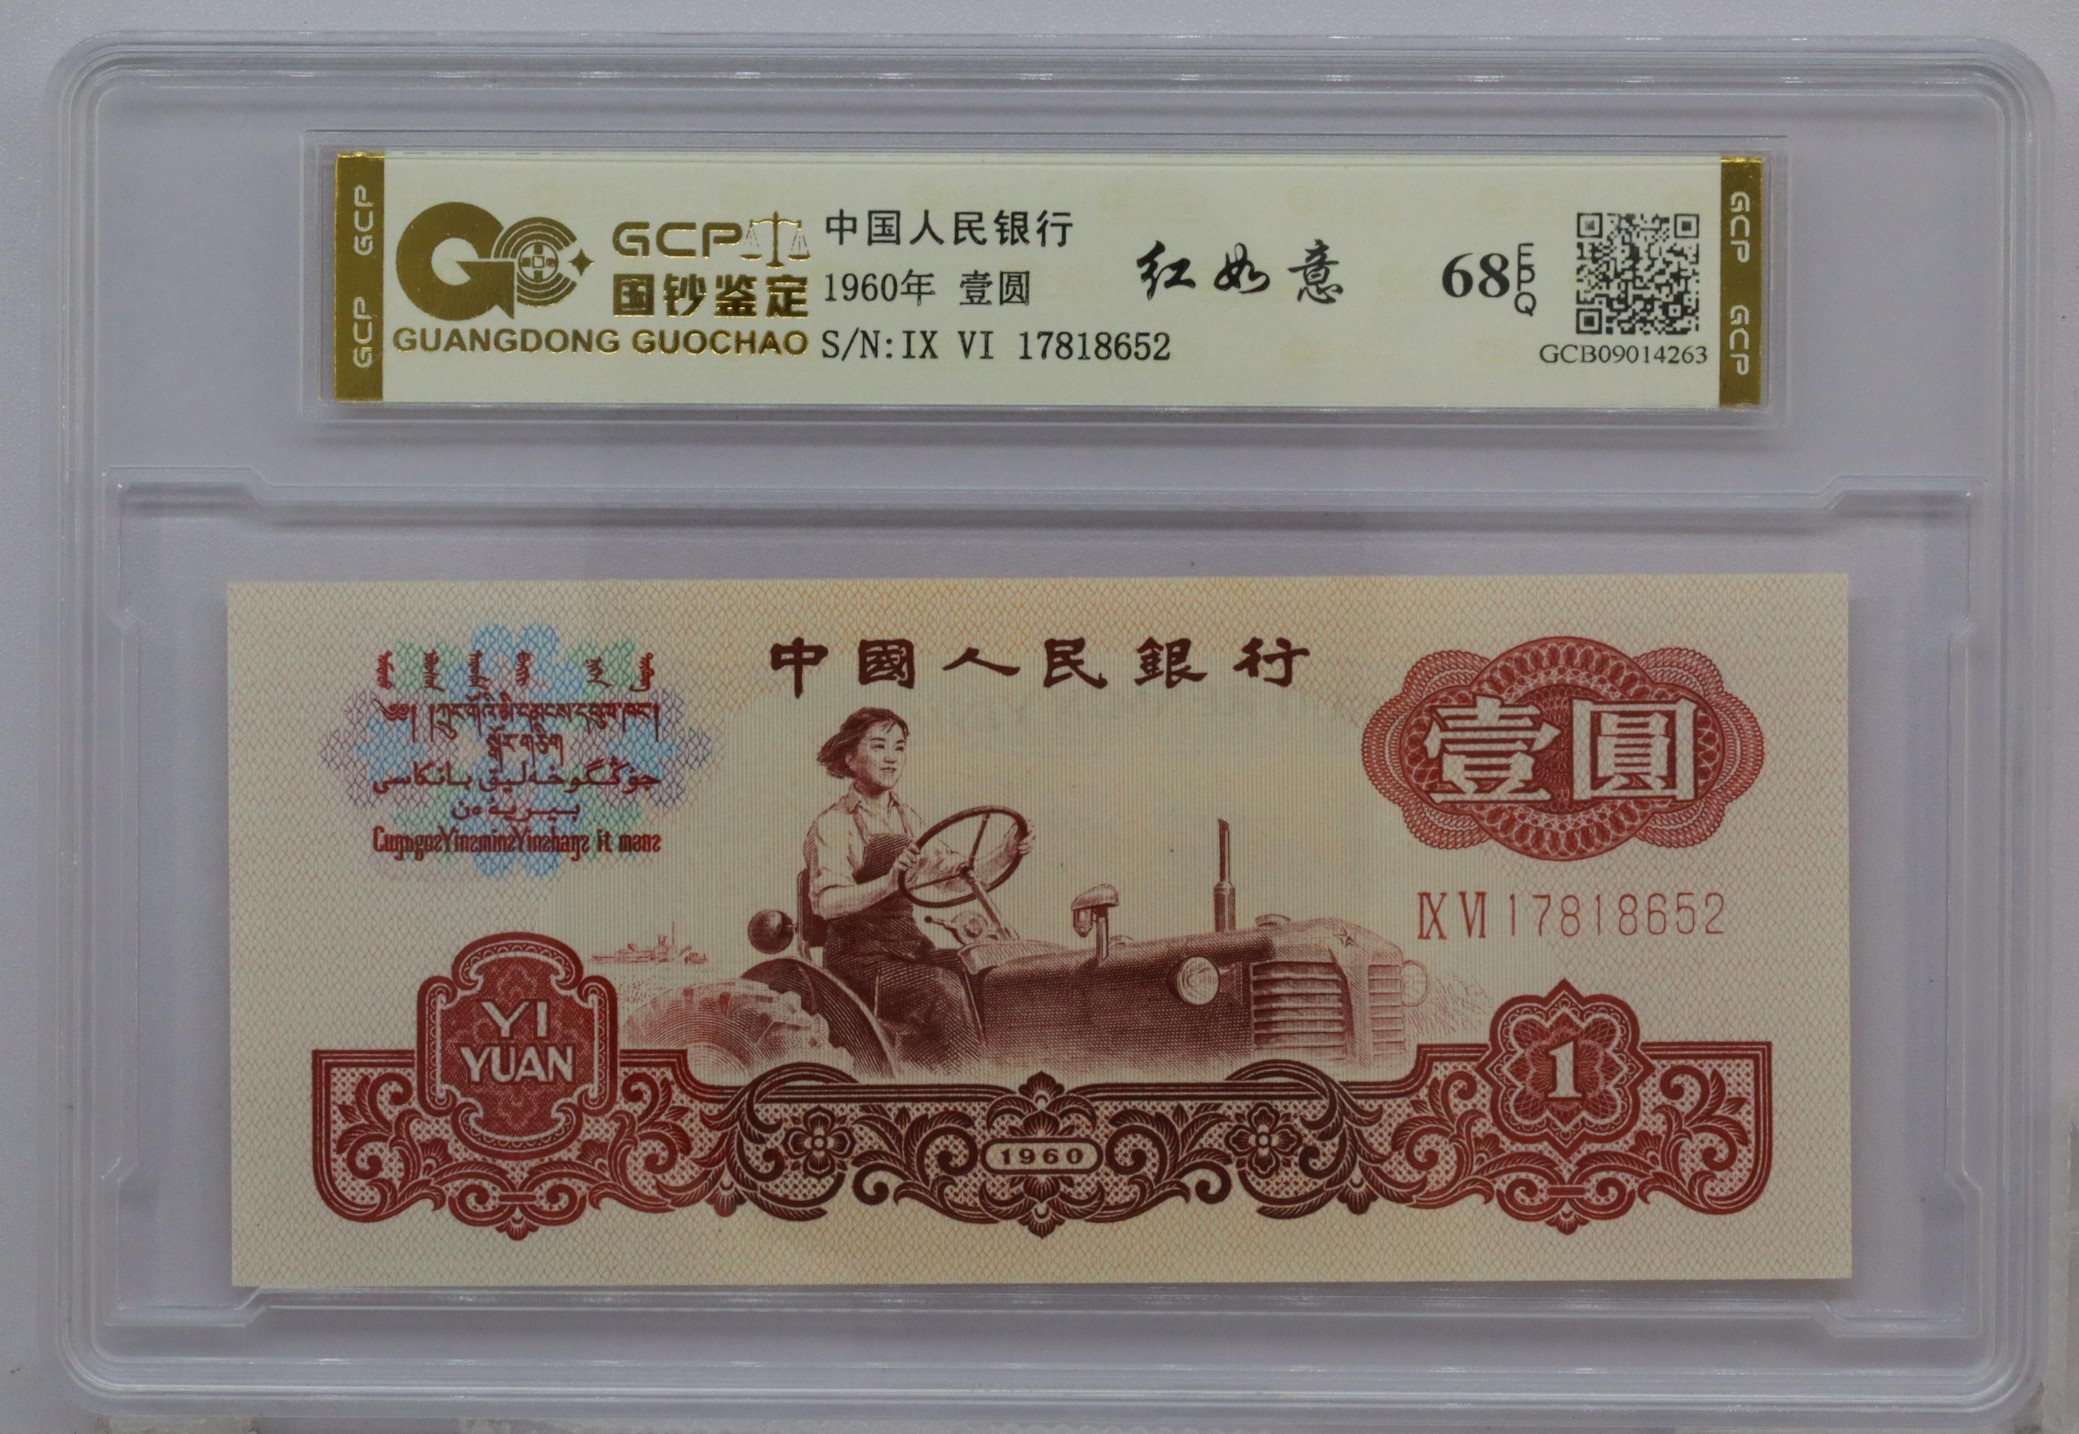 GCP
GCP
GCP
国钞鉴定
GUANGDONG GUOCHAO
中国人民银行
1960年 壹圆
S/N:IX VI 17818652
红如意
68 EPQ
GCB09014263
GCP
GCP
中國人民銀行
壹圓
IX VI 17818652
YI
YUAN
1960
1